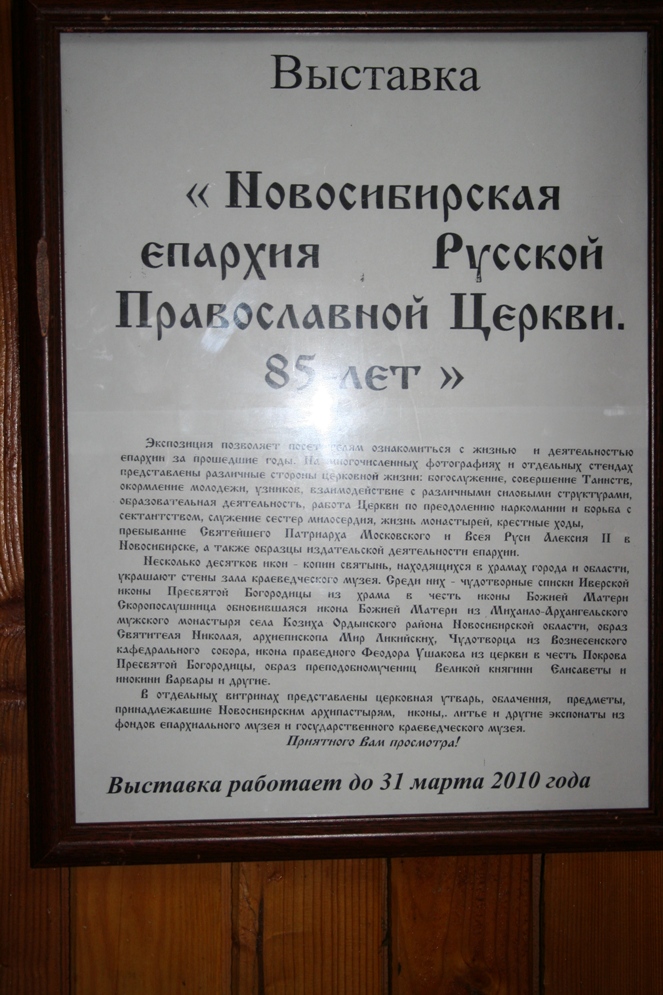 Выставка
« Новосибирская
епархия Русской
Православной Церкви.
85 лет »
Экспозиция позволяет посетителям ознакомиться с жизнью и деятельностью
епархии за прошедшие годы. На многочисленных фотографиях и отдельных стендах
представлены различные стороны церковной жизни: богослужение, совершение Таинств,
окормление молодежи, узников, взаимодействие с различными силовыми структурами,
образовательная деятельность, работа Церкви по преодолению наркомании и борьба с
сектантством, служение сестер милосердия, жизнь монастырей, крестные ходы,
пребывание Святейшего Патриарха Московского и Всея Руси Алексия II в
Новосибирске, а также образцы издательской деятельности епархии.
Несколько десятков икон - копии святынь, находящихся в храмах города и области,
украшают стены зала краеведческого музея. Среди них - чудотворные списки Иверской
иконы Пресвятой Богородицы из храма в честь иконы Божией Матери
Скоропослушница обновившаяся икона Божией Матери из Михаило-Архангельского
мужского монастыря села Козиха Ордынского района Новосибирской области, образ
Святителя Николая, архиепископа Мир Ликийских, Чудотворца из Вознесенского
кафедрального собора, икона праведного Феодора Ушакова из церкви в честь Покрова
Пресвятой Богородицы, образ преподобномучениц Великой княгини Елисаветы и
инокини Варвары и другие.
В отдельных витринах представлены церковная утварь, облачения, предметы,
принадлежавшие Новосибирским архипастырям, иконы,. литье и другие экспонаты из
фондов епархиального музея и государственного краеведческого музея.
Приятного Вам просмотра!
Выставка работает до 31 марта 2010 года